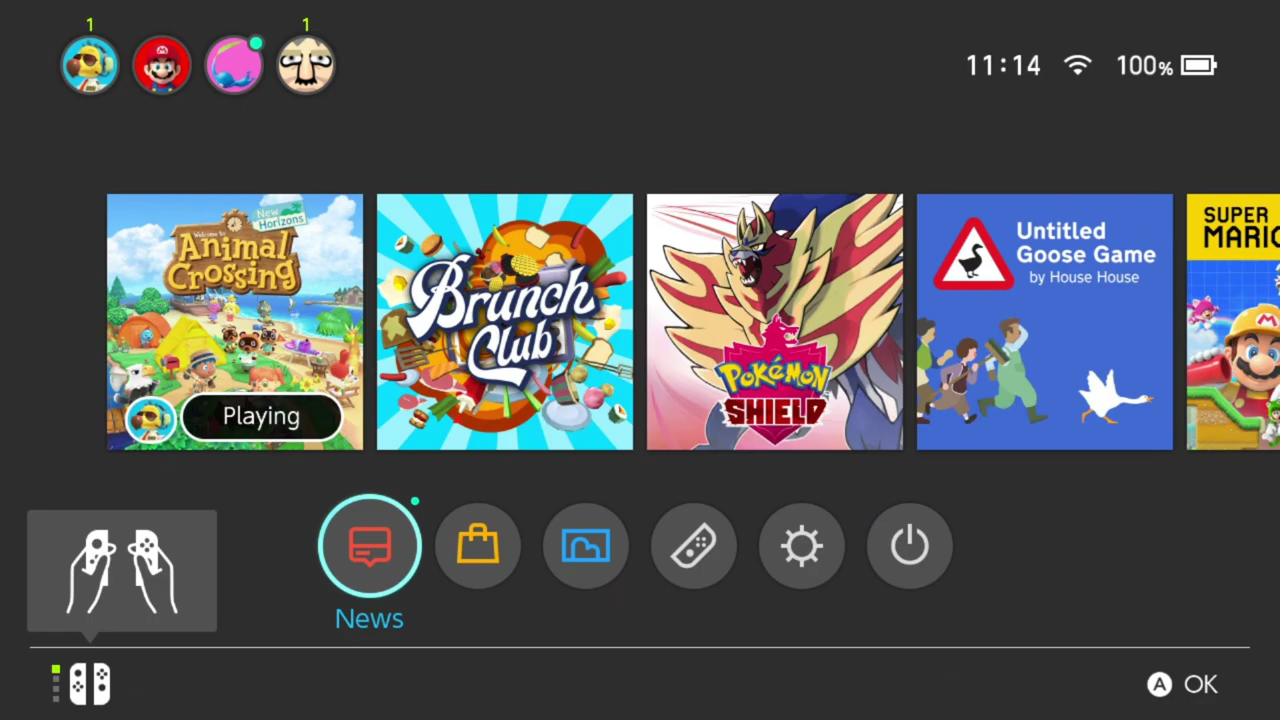 1
1
11:14
100%
New
Horizons
Welcome to
Animal
Crossing
Playing
Brunch
Club
POKéMON
SHIELD
Untitled
Goose Game
by House House
SUPER
MARIO
M
News
A OK